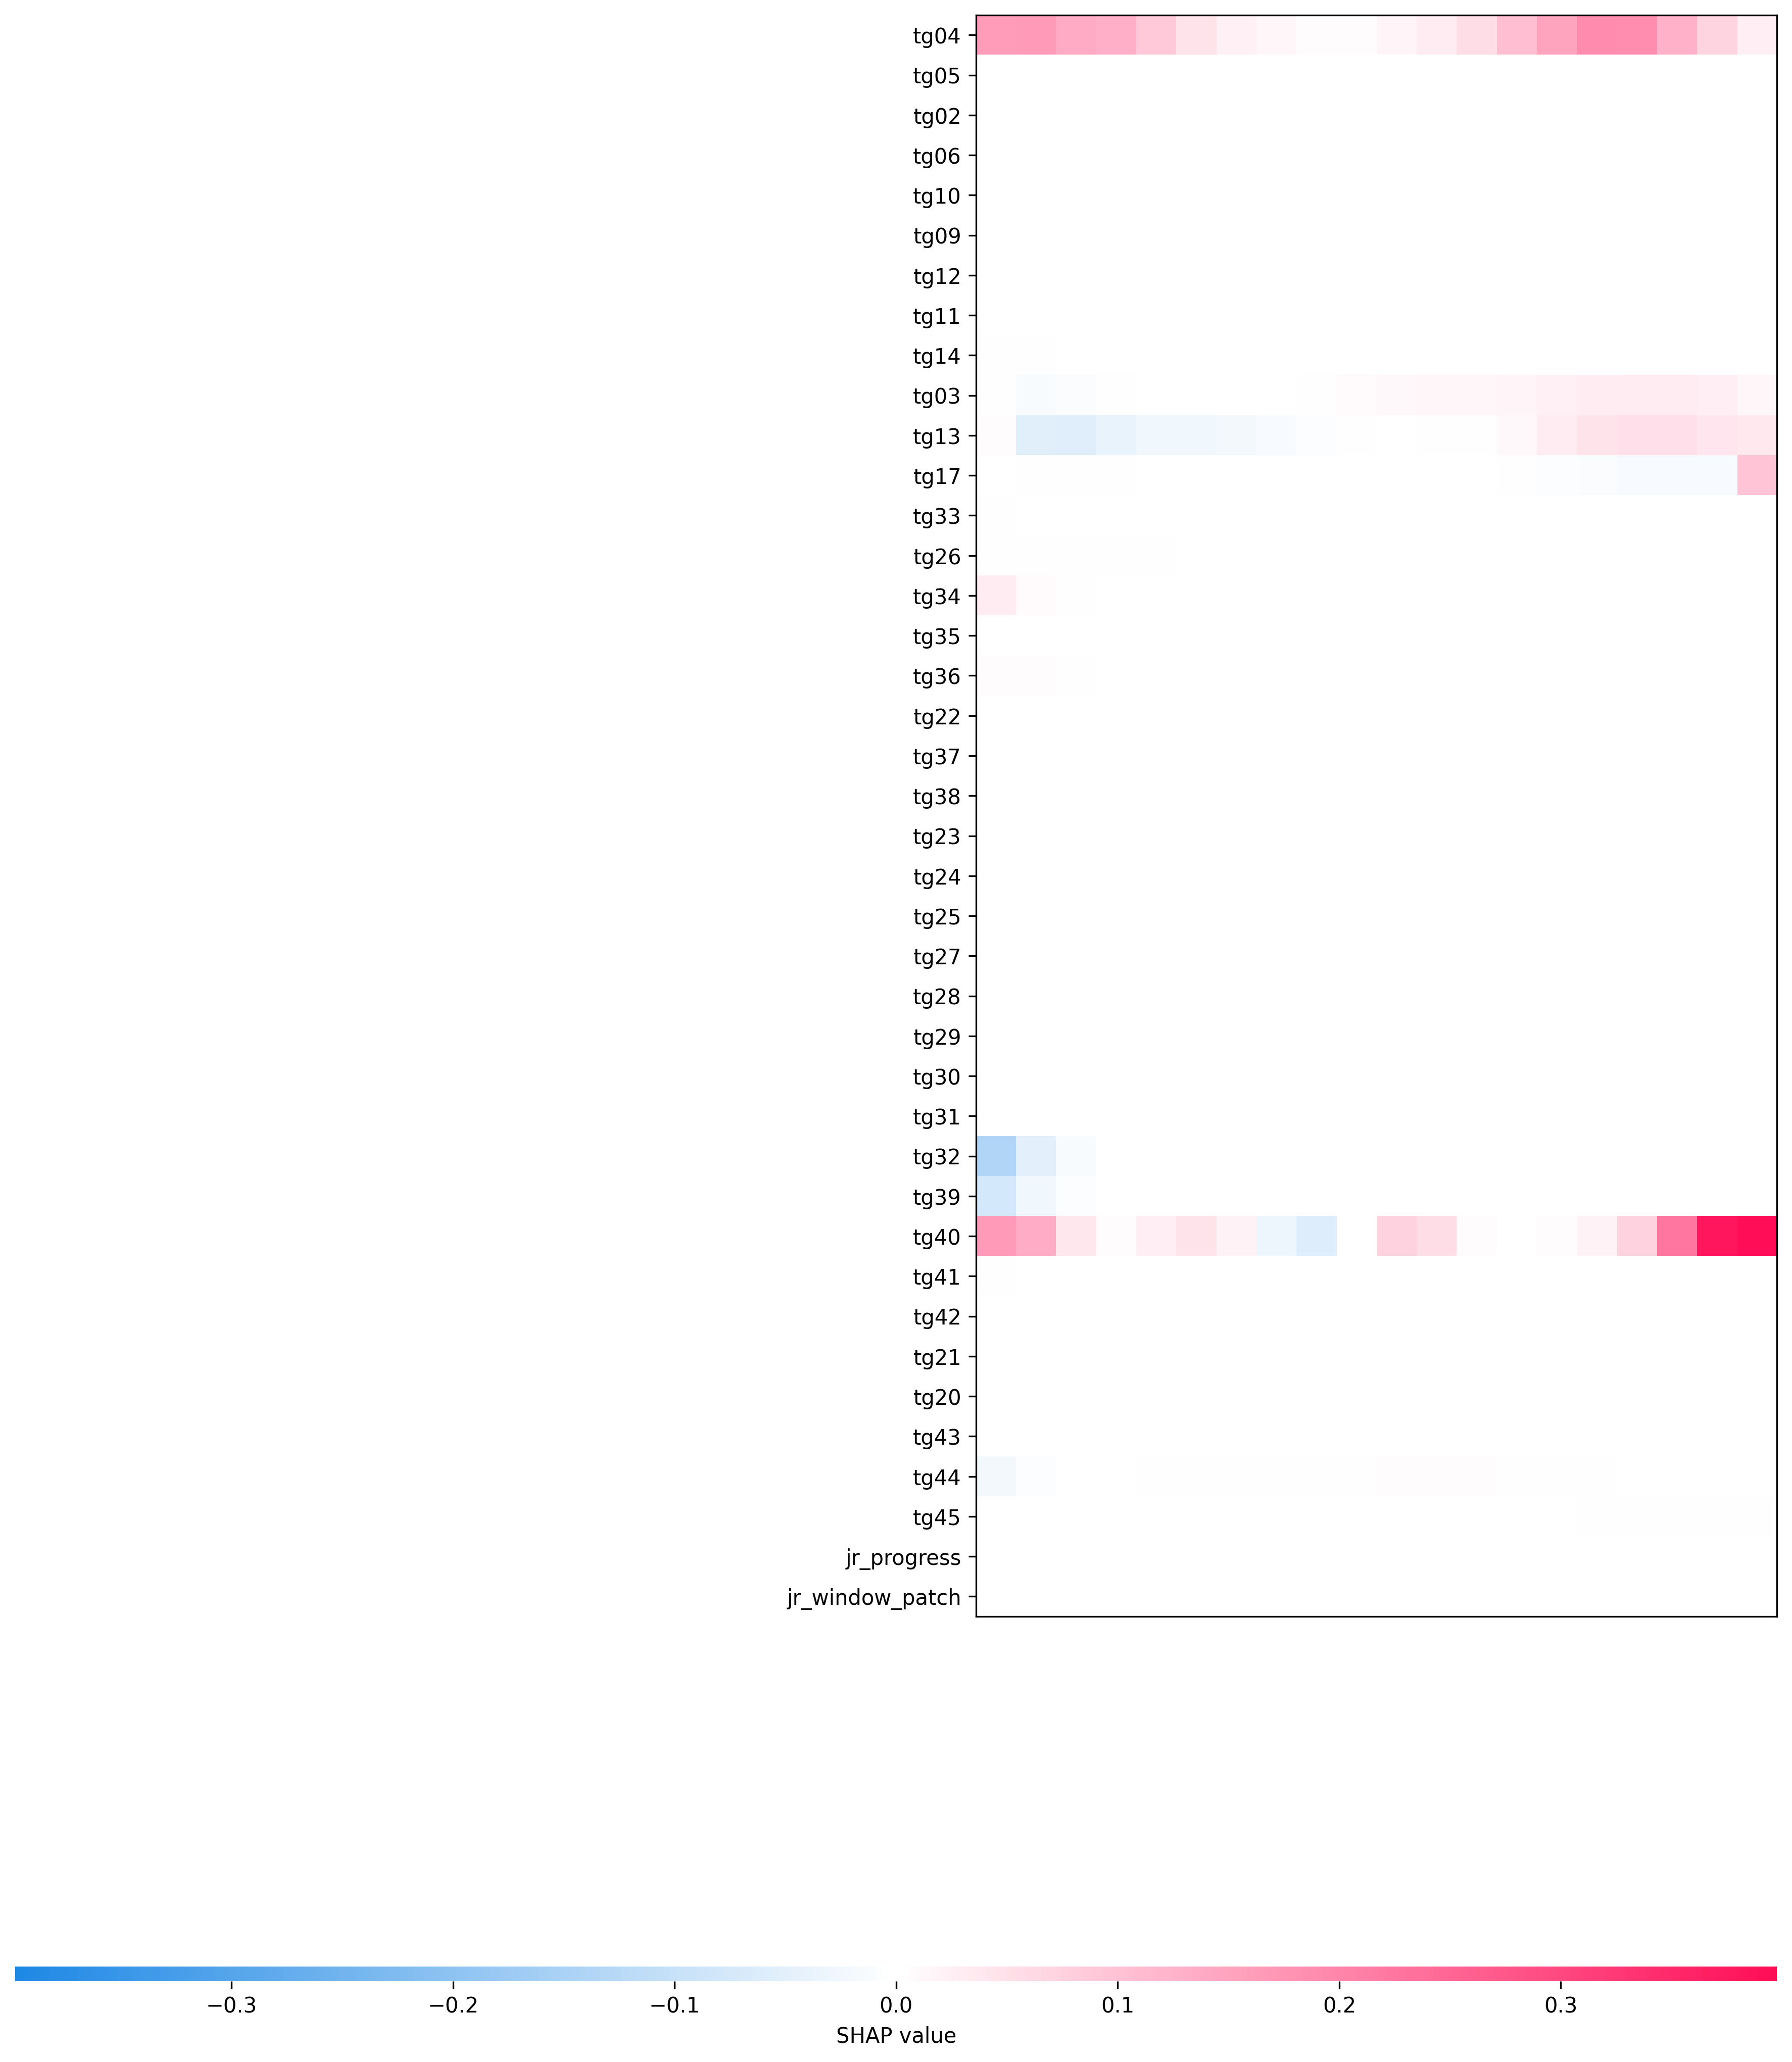 tg04
tg05
tg02
tg06
tg10
tg09
tg12
tg11
tg14
tg03
tg13
tg17
tg33
tg26
tg34
tg35
tg36
tg22
tg37
tg38
tg23
tg24
tg25
tg27
tg28
tg29
tg30
tg31
tg32
tg39
tg40
tg41
tg42
tg21
tg20
tg43
tg44
tg45
jr_progress
jr_window_patch
−0.3 −0.2 −0.1 0.0 0.1 0.2 0.3
SHAP value